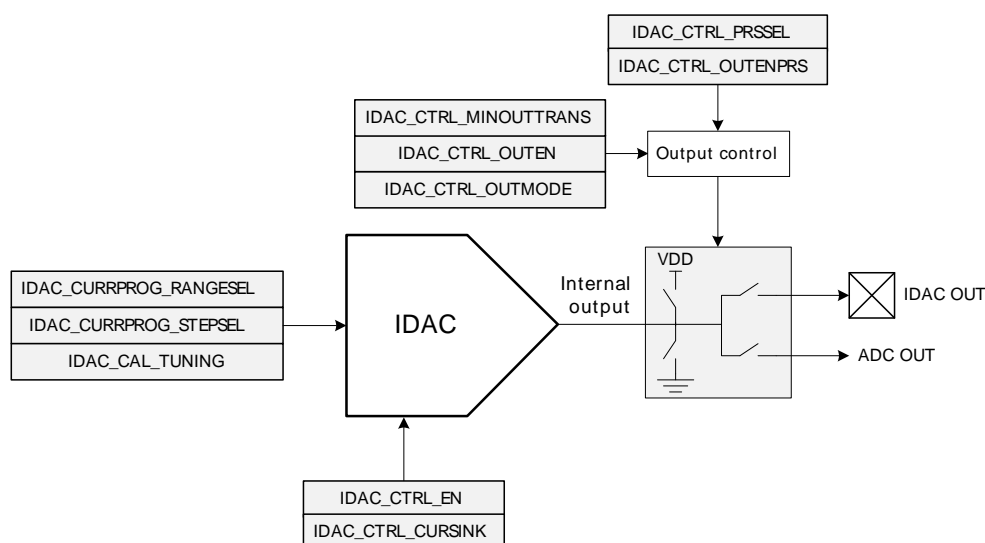 IDAC_CTRL_PRSSEL
IDAC_CTRL_OUTENPRS
IDAC_CTRL_MINOUTTRANS
IDAC_CTRL_OUTEN
IDAC_CTRL_OUTMODE
Output control
VDD
IDAC_CURRPROG_RANGESEL
IDAC_CURRPROG_STEPSEL
IDAC_CAL_TUNING
IDAC
Internal
output
IDAC OUT
ADC OUT
IDAC_CTRL_EN
IDAC_CTRL_CURSINK